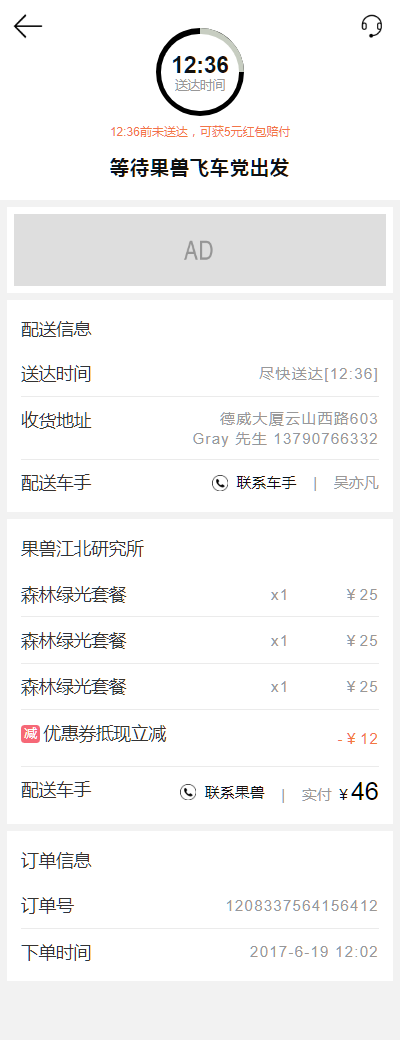 12:36
送达时间
12:36前未送达，可获5元红包赔付
等待果兽飞车党出发
AD
配送信息
送达时间 尽快送达[12:36]
收货地址 德威大厦云山西路603
Gray 先生 13790766332
配送车手 联系车手 | 吴亦凡
果兽江北研究所
森林绿光套餐 x1 ¥25
森林绿光套餐 x1 ¥25
森林绿光套餐 x1 ¥25
减 优惠券抵现立减 -¥12
配送车手 联系果兽 | 实付 ¥46
订单信息
订单号 1208337564156412
下单时间 2017-6-19 12:02